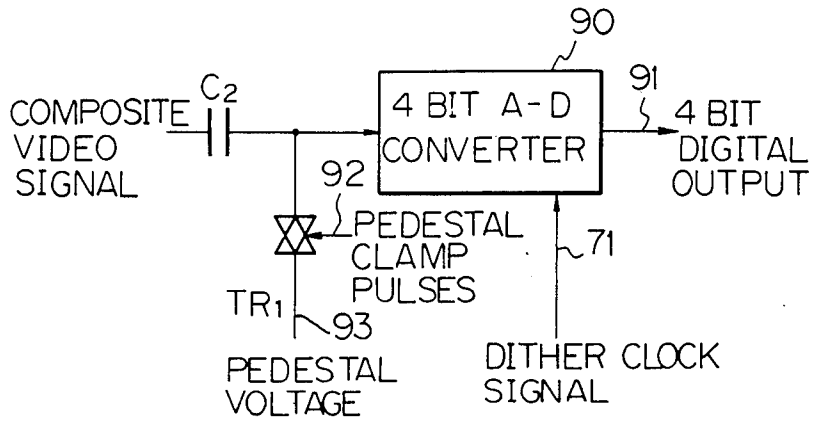 90
C2
COMPOSITE
VIDEO
SIGNAL
4 BIT A-D
CONVERTER
91
4 BIT
DIGITAL
OUTPUT
92
PEDESTAL
CLAMP
PULSES
71
TR1
93
PEDESTAL
VOLTAGE
DITHER CLOCK
SIGNAL